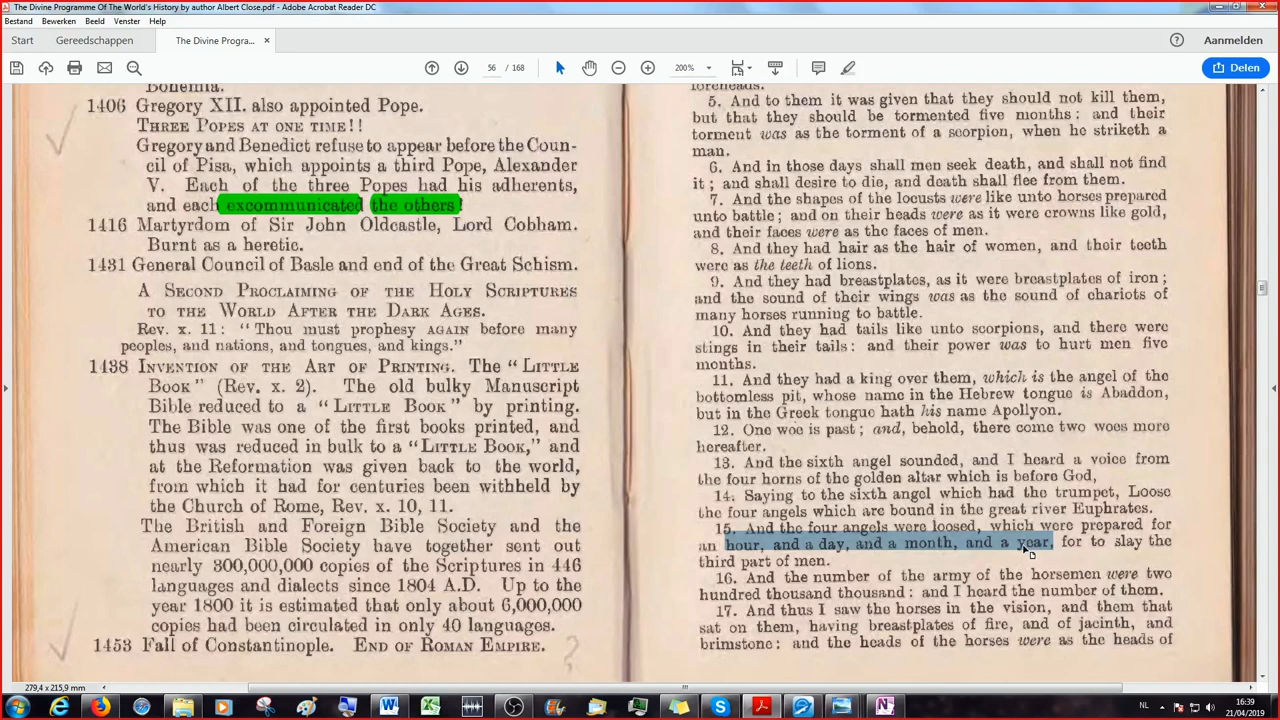 The Divine Programme Of The World's History by author Albert Close.pdf - Adobe Acrobat Reader DC
Bestand Bewerken Beeld Venster Help
Start Gereedschappen The Divine Progra... × Aanmelden
56 / 168 200% Delen
Bohemia.
1406 Gregory XII. also appointed Pope.
THREE POPES AT ONE TIME!!
Gregory and Benedict refuse to appear before the Coun-
cil of Pisa, which appoints a third Pope, Alexander
V. Each of the three Popes had his adherents,
and each excommunicated the others!
1416 Martyrdom of Sir John Oldcastle, Lord Cobham.
Burnt as a heretic.
1431 General Council of Basle and end of the Great Schism.
A SECOND PROCLAIMING OF THE HOLY SCRIPTURES
TO THE WORLD AFTER THE DARK AGES.
Rev. x. 11: "Thou must prophesy AGAIN before many
peoples, and nations, and tongues, and kings."
1438 INVENTION OF THE ART OF PRINTING. The "LITTLE
BOOK" (Rev. x. 2). The old bulky Manuscript
Bible reduced to a "LITTLE BOOK" by printing.
The Bible was one of the first books printed, and
thus was reduced in bulk to a "LITTLE BOOK," and
at the Reformation was given back to the world,
from which it had for centuries been withheld by
the Church of Rome, Rev. x. 10, 11.
The British and Foreign Bible Society and the
American Bible Society have together sent out
nearly 300,000,000 copies of the Scriptures in 446
languages and dialects since 1804 A.D. Up to the
year 1800 it is estimated that only about 6,000,000
copies had been circulated in only 40 languages.
1453 Fall of Constantinople. END OF ROMAN EMPIRE. ?
foreheads.
5. And to them it was given that they should not kill them,
but that they should be tormented five months: and their
torment was as the torment of a scorpion, when he striketh a
man.
6. And in those days shall men seek death, and shall not find
it; and shall desire to die, and death shall flee from them.
7. And the shapes of the locusts were like unto horses prepared
unto battle; and on their heads were as it were crowns like gold,
and their faces were as the faces of men.
8. And they had hair as the hair of women, and their teeth
were as the teeth of lions.
9. And they had breastplates, as it were breastplates of iron;
and the sound of their wings was as the sound of chariots of
many horses running to battle.
10. And they had tails like unto scorpions, and there were
stings in their tails: and their power was to hurt men five
months.
11. And they had a king over them, which is the angel of the
bottomless pit, whose name in the Hebrew tongue is Abaddon,
but in the Greek tongue hath his name Apollyon.
12. One woe is past; and, behold, there come two woes more
hereafter.
13. And the sixth angel sounded, and I heard a voice from
the four horns of the golden altar which is before God,
14. Saying to the sixth angel which had the trumpet, Loose
the four angels which are bound in the great river Euphrates.
15. And the four angels were loosed, which were prepared for
an hour, and a day, and a month, and a year, for to slay the
third part of men.
16. And the number of the army of the horsemen were two
hundred thousand thousand: and I heard the number of them.
17. And thus I saw the horses in the vision, and them that
sat on them, having breastplates of fire, and of jacinth, and
brimstone: and the heads of the horses were as the heads of
279,4 x 215,9 mm
NL 16:39
21/04/2019